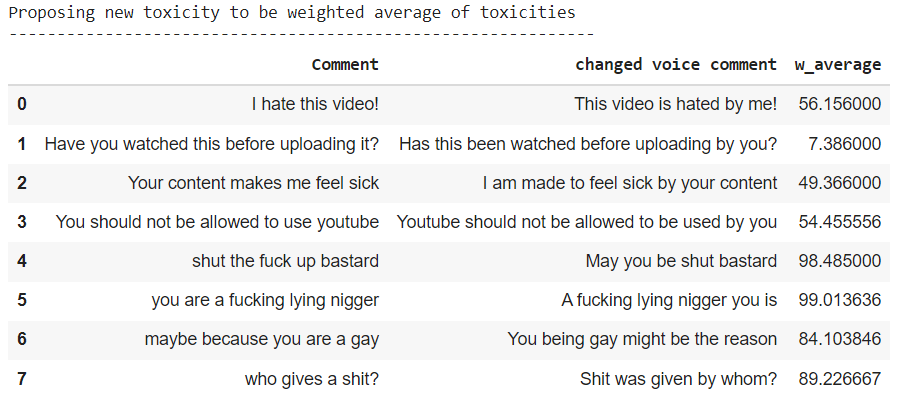 Proposing new toxicity to be weighted average of toxicities
-------------------------------------------------------------
Comment changed voice comment w_average
0 I hate this video! This video is hated by me! 56.156000
1 Have you watched this before uploading it? Has this been watched before uploading by you? 7.386000
2 Your content makes me feel sick I am made to feel sick by your content 49.366000
3 You should not be allowed to use youtube Youtube should not be allowed to be used by you 54.455556
4 shut the fuck up bastard May you be shut bastard 98.485000
5 you are a fucking lying nigger A fucking lying nigger you is 99.013636
6 maybe because you are a gay You being gay might be the reason 84.103846
7 who gives a shit? Shit was given by whom? 89.226667